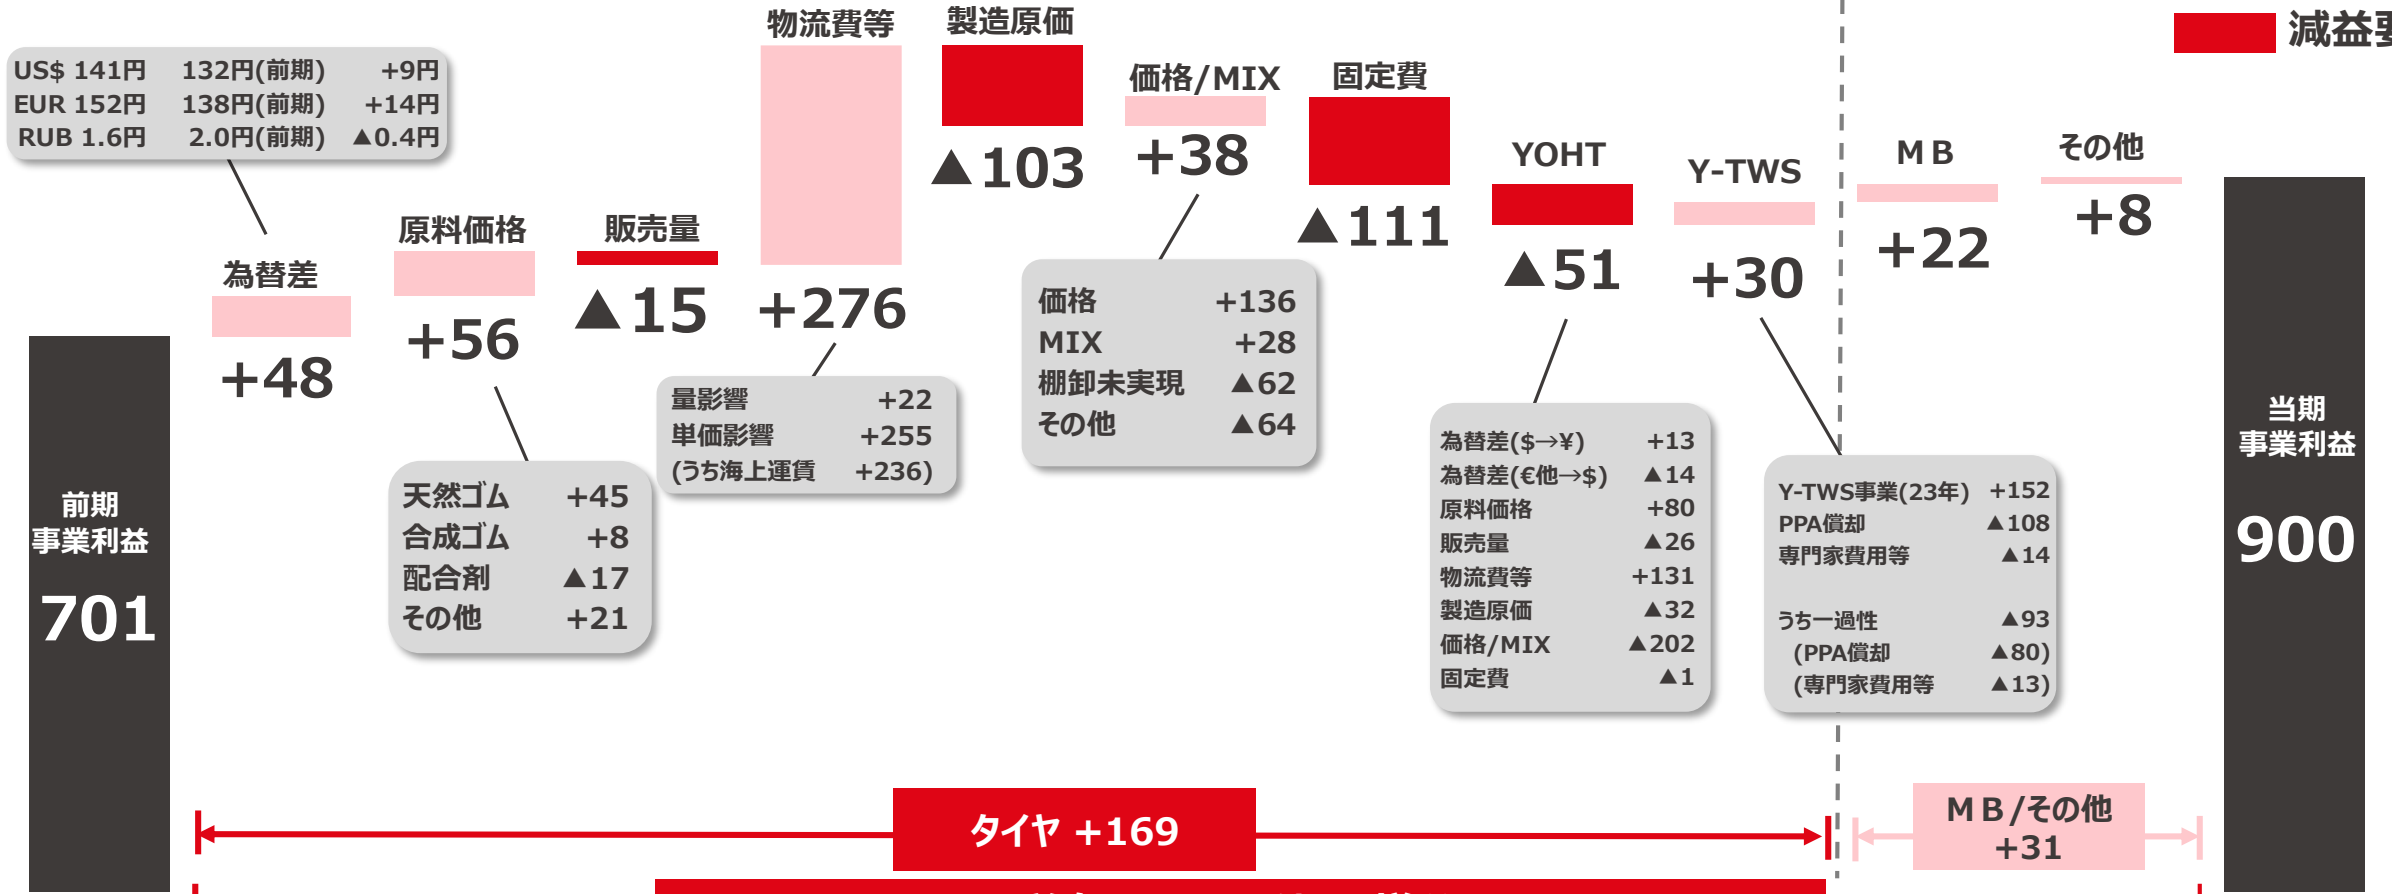 減益要
US$ 141円 132円(前期) +9円
EUR 152円 138円(前期) +14円
RUB 1.6円 2.0円(前期) ▲0.4円
前期
事業利益
701
為替差
+48
原料価格
+56
天然ゴム +45
合成ゴム +8
配合剤 ▲17
その他 +21
販売量
▲15
物流費等
+276
量影響 +22
単価影響 +255
(うち海上運賃 +236)
製造原価
▲103
価格/MIX
+38
価格 +136
MIX +28
棚卸未実現 ▲62
その他 ▲64
固定費
▲111
YOHT
▲51
為替差($→¥) +13
為替差(€他→$) ▲14
原料価格 +80
販売量 ▲26
物流費等 +131
製造原価 ▲32
価格/MIX ▲202
固定費 ▲1
Y-TWS
+30
Y-TWS事業(23年) +152
PPA償却 ▲108
専門家費用等 ▲14
うち一過性 ▲93
(PPA償却 ▲80)
(専門家費用等 ▲13)
ＭＢ
+22
その他
+8
当期
事業利益
900
タイヤ +169
ＭＢ/その他
+31